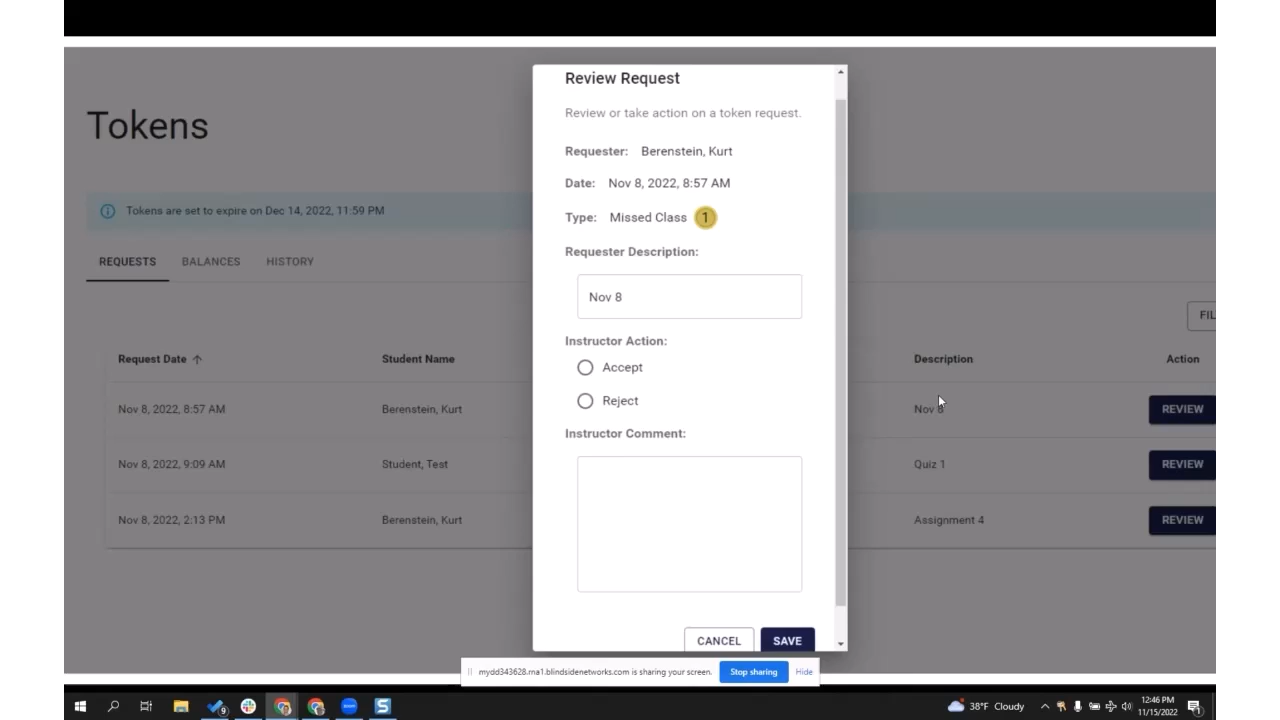 Review Request
Review or take action on a token request.
Requester: Berenstein, Kurt
Date: Nov 8, 2022, 8:57 AM
Type: Missed Class 1
Requester Description:
Nov 8
Instructor Action:
Accept
Reject
Instructor Comment:
CANCEL SAVE
Tokens
Tokens are set to expire on Dec 14, 2022, 11:59 PM
REQUESTS BALANCES HISTORY
FIL
Request Date ↑ Student Name Description Action
Nov 8, 2022, 8:57 AM Berenstein, Kurt Nov 8 REVIEW
Nov 8, 2022, 9:09 AM Student, Test Quiz 1 REVIEW
Nov 8, 2022, 2:13 PM Berenstein, Kurt Assignment 4 REVIEW
mydd343628.rna1.blindsidenetworks.com is sharing your screen. Stop sharing Hide
9 zoom S 38°F Cloudy 12:46 PM
11/15/2022 1